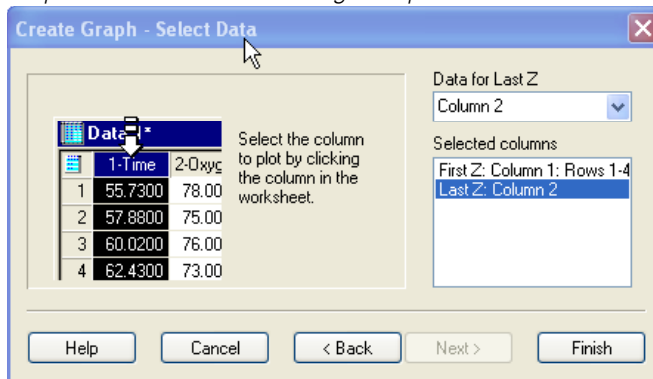 Create Graph - Select Data
Data for Last Z
Column 2
Selected columns
First Z: Column 1: Rows 1-4
Last Z: Column 2
1-Time 2-Oxyg
1 55.7300 78.00
2 57.8800 75.00
3 60.0200 76.00
4 62.4300 73.00
Select the column
to plot by clicking
the column in the
worksheet.
Help Cancel < Back Next > Finish